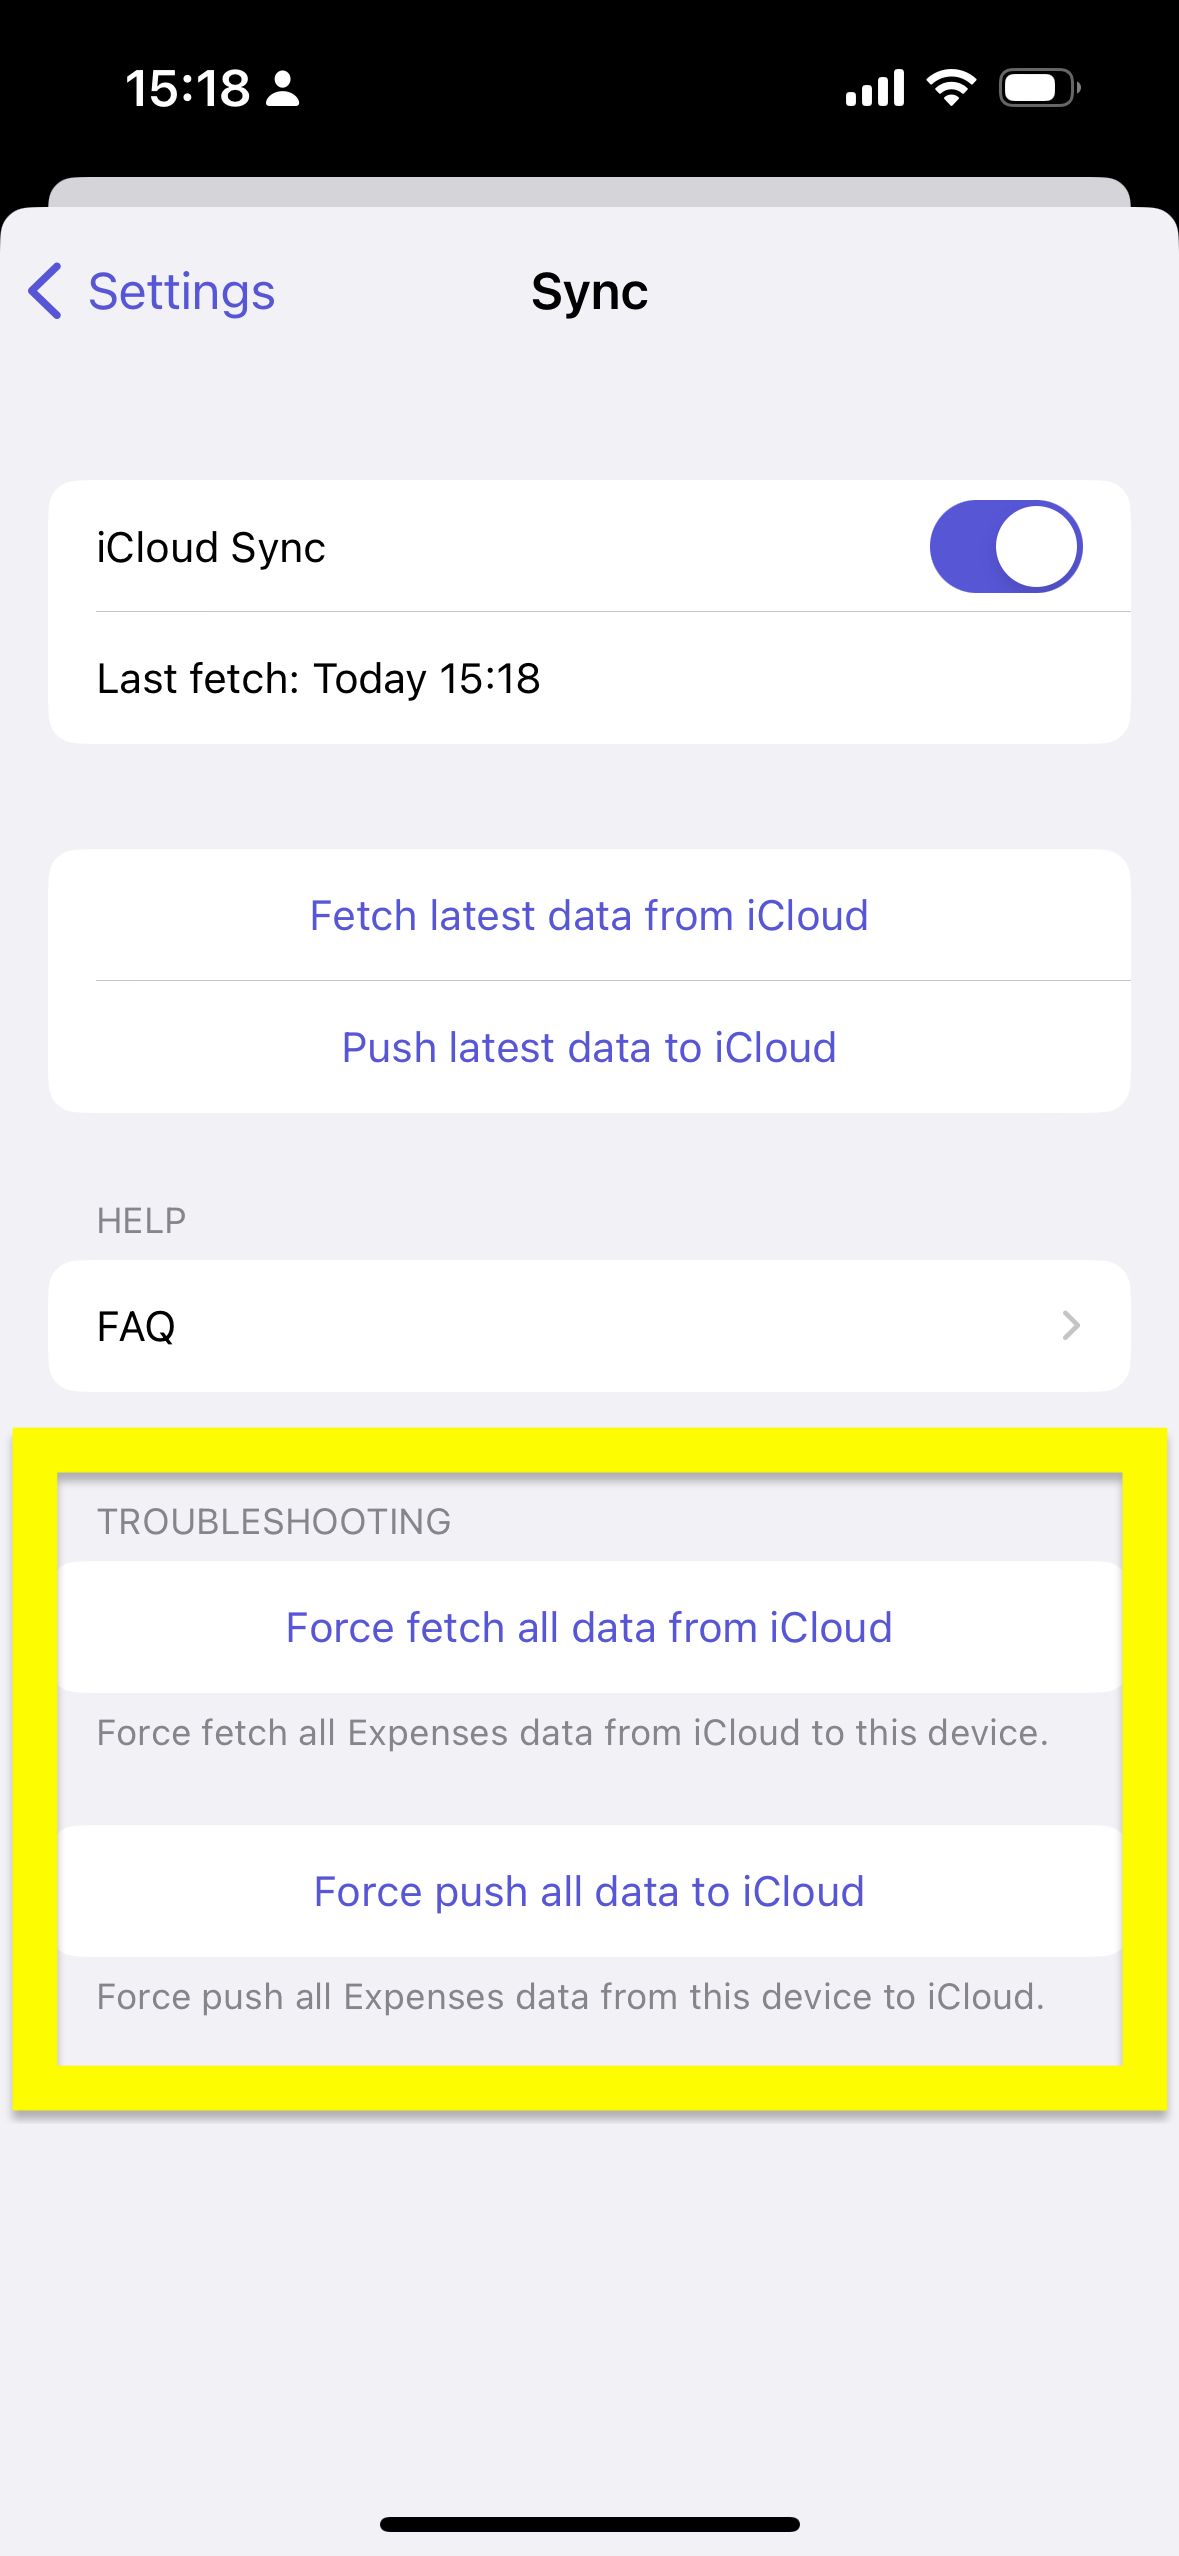 15:18
Settings
Sync
iCloud Sync
Last fetch: Today 15:18
Fetch latest data from iCloud
Push latest data to iCloud
HELP
FAQ
TROUBLESHOOTING
Force fetch all data from iCloud
Force fetch all Expenses data from iCloud to this device.
Force push all data to iCloud
Force push all Expenses data from this device to iCloud.